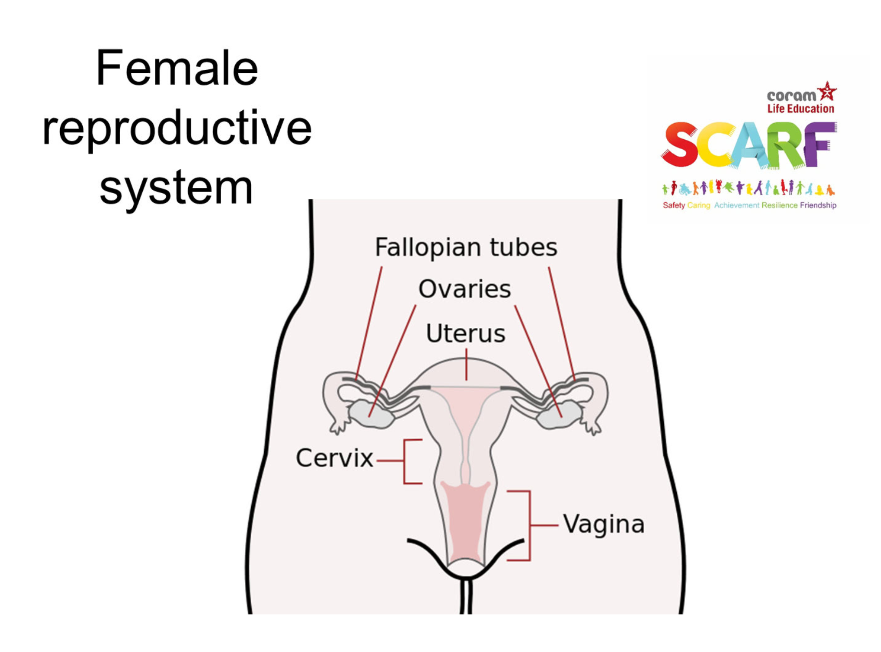 Female
reproductive
system
coram
Life Education
SCARF
Safety Caring Achievement Resilience Friendship
Fallopian tubes
Ovaries
Uterus
Cervix
Vagina